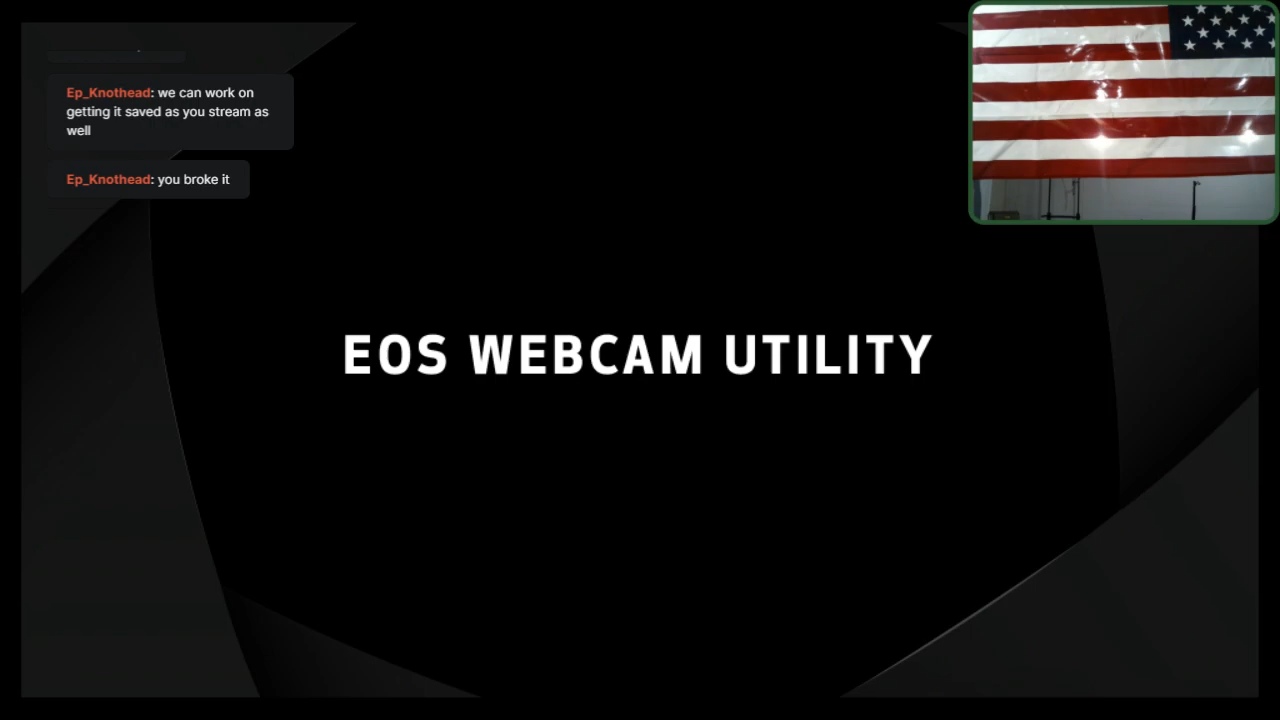 Ep_Knothead: we can work on
getting it saved as you stream as
well
Ep_Knothead: you broke it
EOS WEBCAM UTILITY